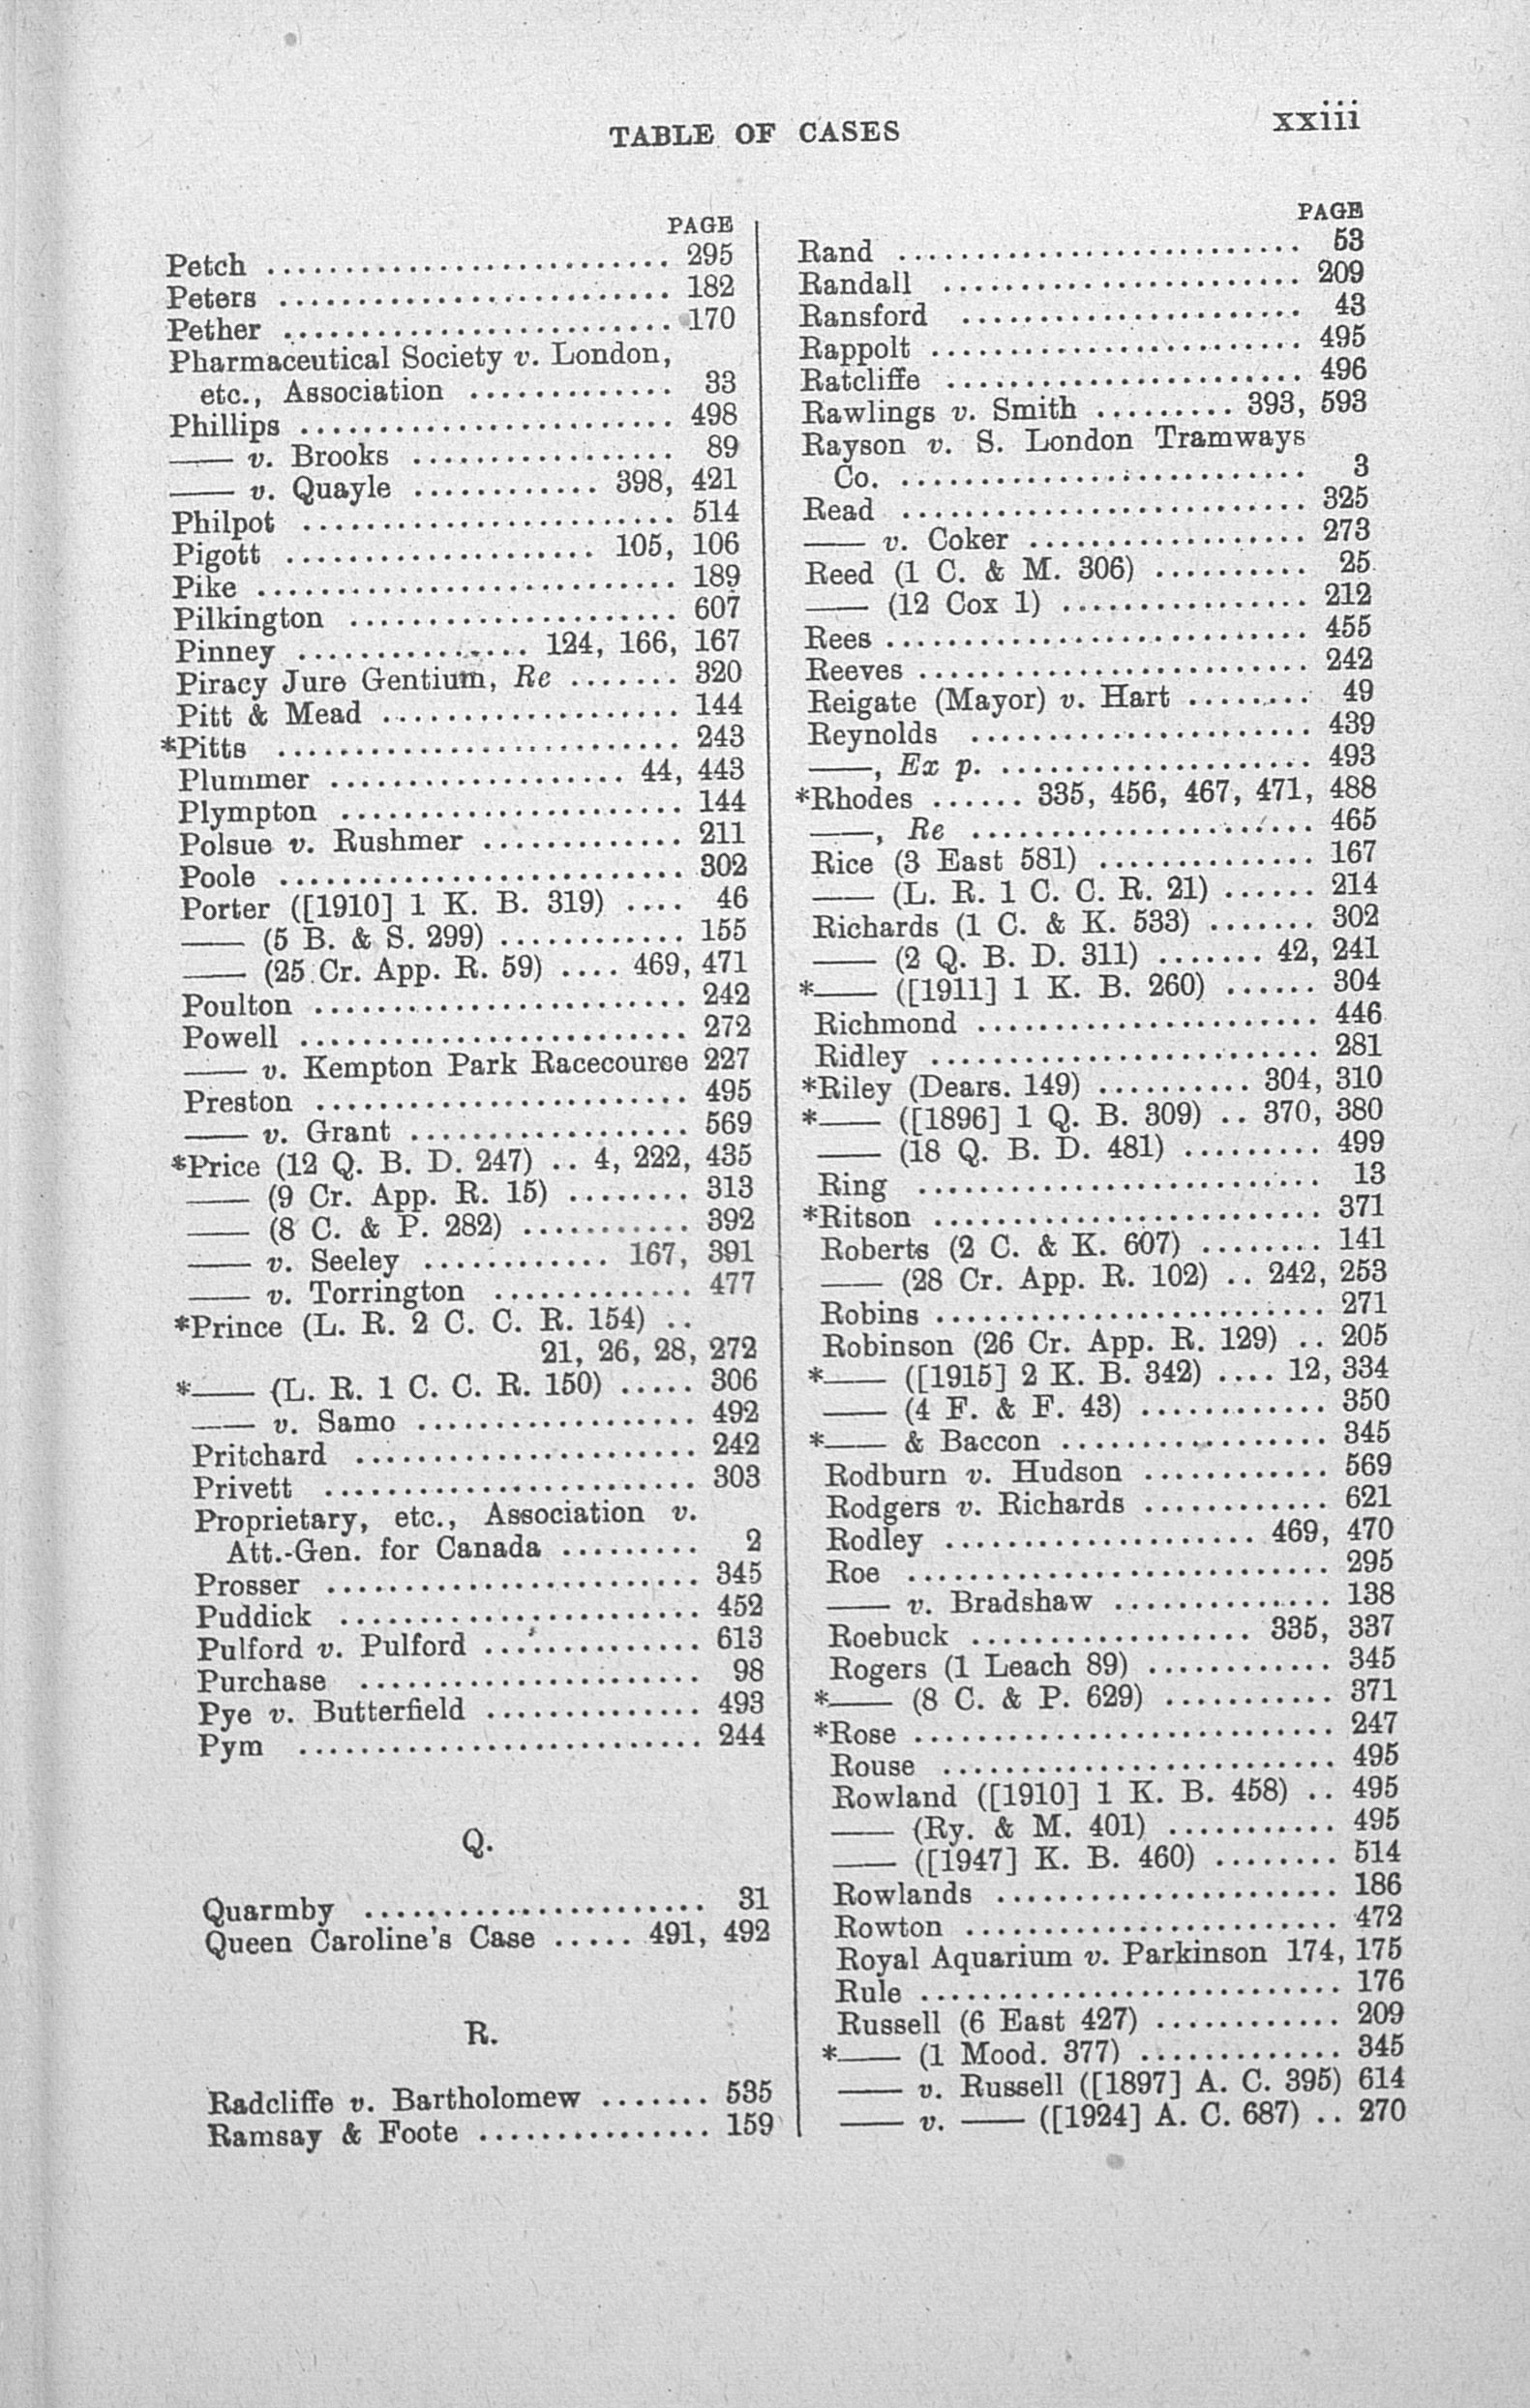 TABLE OF CASES
xxiii
PAGE
Petch .......................... 295
Peters ......................... 182
Pether ......................... 170
Pharmaceutical Society v. London,
etc., Association ............. 33
Phillips ........................ 498
—— v. Brooks ................. 89
—— v. Quayle ............ 398, 421
Philpot ........................ 514
Pigott .................... 105, 106
Pike ........................... 189
Pilkington ..................... 607
Pinney ............... 124, 166, 167
Piracy Jure Gentium, Re ....... 320
Pitt & Mead ................... 144
*Pitts .......................... 243
Plummer ................... 44, 443
Plympton ...................... 144
Polsue v. Rushmer ............. 211
Poole .......................... 302
Porter ([1910] 1 K. B. 319) .... 46
—— (5 B. & S. 299) ............ 155
—— (25 Cr. App. R. 59) .... 469, 471
Poulton ........................ 242
Powell ......................... 272
—— v. Kempton Park Racecourse 227
Preston ........................ 495
—— v. Grant .................. 569
*Price (12 Q. B. D. 247) .. 4, 222, 435
—— (9 Cr. App. R. 15) ........ 313
—— (8 C. & P. 282) ........... 392
—— v. Seeley ............ 167, 391
—— v. Torrington ............. 477
*Prince (L. R. 2 C. C. R. 154) ..
21, 26, 28, 272
*—— (L. R. 1 C. C. R. 150) ..... 306
—— v. Samo .................. 492
Pritchard ...................... 242
Privett ........................ 303
Proprietary, etc., Association v.
Att.-Gen. for Canada ......... 2
Prosser ........................ 345
Puddick ....................... 452
Pulford v. Pulford .............. 613
Purchase ...................... 98
Pye v. Butterfield .............. 493
Pym .......................... 244
Q.
Quarmby ...................... 31
Queen Caroline's Case ..... 491, 492
R.
Radcliffe v. Bartholomew ....... 535
Ramsay & Foote ............... 159
PAGE
Rand .......................... 53
Randall ....................... 209
Ransford ...................... 43
Rappolt ........................ 495
Ratcliffe ....................... 496
Rawlings v. Smith ......... 393, 593
Rayson v. S. London Tramways
Co. .......................... 3
Read .......................... 325
—— v. Coker .................. 273
Reed (1 C. & M. 306) .......... 25
—— (12 Cox 1) ................ 212
Rees ........................... 455
Reeves ......................... 242
Reigate (Mayor) v. Hart ........ 49
Reynolds ...................... 439
——, Ex p. .................... 493
*Rhodes ...... 335, 456, 467, 471, 488
——, Re ...................... 465
Rice (3 East 581) .............. 167
—— (L. R. 1 C. C. R. 21) ...... 214
Richards (1 C. & K. 533) ....... 302
—— (2 Q. B. D. 311) ....... 42, 241
*—— ([1911] 1 K. B. 260) ...... 304
Richmond ...................... 446
Ridley ......................... 281
*Riley (Dears. 149) .......... 304, 310
*—— ([1896] 1 Q. B. 309) .. 370, 380
—— (18 Q. B. D. 481) ......... 499
Ring .......................... 13
*Ritson ......................... 371
Roberts (2 C. & K. 607) ........ 141
—— (28 Cr. App. R. 102) .. 242, 253
Robins ......................... 271
Robinson (26 Cr. App. R. 129) .. 205
*—— ([1915] 2 K. B. 342) .... 12, 334
—— (4 F. & F. 43) ............ 350
*—— & Baccon ................. 345
Rodburn v. Hudson ............ 569
Rodgers v. Richards ............ 621
Rodley .................... 469, 470
Roe ........................... 295
—— v. Bradshaw .............. 138
Roebuck .................. 335, 337
Rogers (1 Leach 89) ............ 345
*—— (8 C. & P. 629) ........... 371
*Rose ........................... 247
Rouse ......................... 495
Rowland ([1910] 1 K. B. 458) .. 495
—— (Ry. & M. 401) ........... 495
—— ([1947] K. B. 460) ........ 514
Rowlands ...................... 186
Rowton ........................ 472
Royal Aquarium v. Parkinson 174, 175
Rule ........................... 176
Russell (6 East 427) ............ 209
*—— (1 Mood. 377) ............. 345
—— v. Russell ([1897] A. C. 395) 614
—— v. —— ([1924] A. C. 687) .. 270